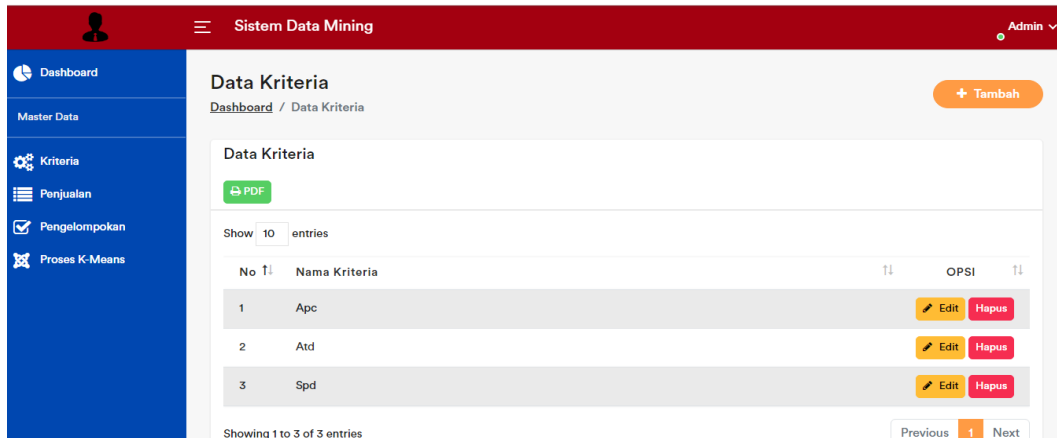 Sistem Data Mining
Admin
Dashboard
Master Data
Kriteria
Penjualan
Pengelompokan
Proses K-Means
Data Kriteria
Dashboard / Data Kriteria
+ Tambah
Data Kriteria
PDF
Show 10 entries
No Nama Kriteria OPSI
1 Apc Edit Hapus
2 Atd Edit Hapus
3 Spd Edit Hapus
Showing 1 to 3 of 3 entries
Previous 1 Next